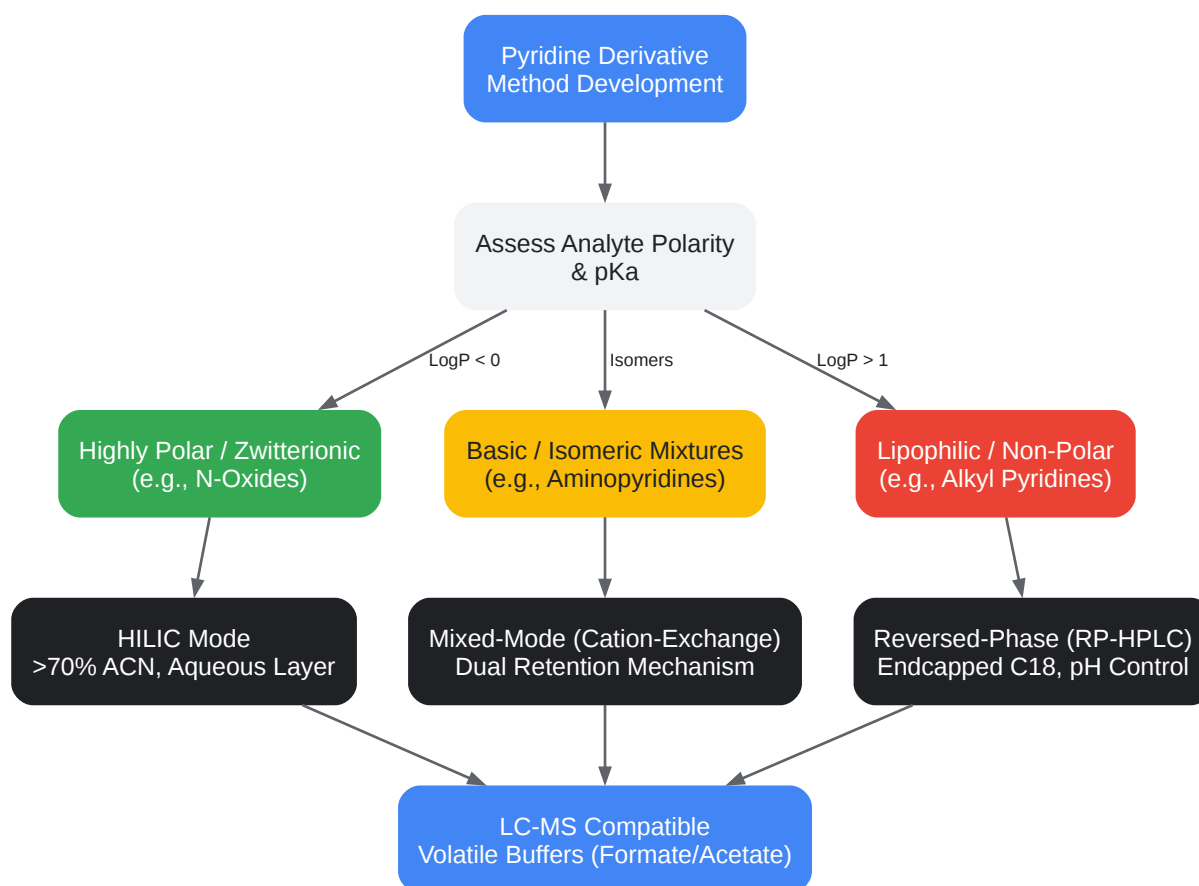 Pyridine Derivative
Method Development
Assess Analyte Polarity
& pKa
LogP < 0
Isomers
LogP > 1
Highly Polar / Zwitterionic
(e.g., N-Oxides)
Basic / Isomeric Mixtures
(e.g., Aminopyridines)
Lipophilic / Non-Polar
(e.g., Alkyl Pyridines)
HILIC Mode
>70% ACN, Aqueous Layer
Mixed-Mode (Cation-Exchange)
Dual Retention Mechanism
Reversed-Phase (RP-HPLC)
Endcapped C18, pH Control
LC-MS Compatible
Volatile Buffers (Formate/Acetate)